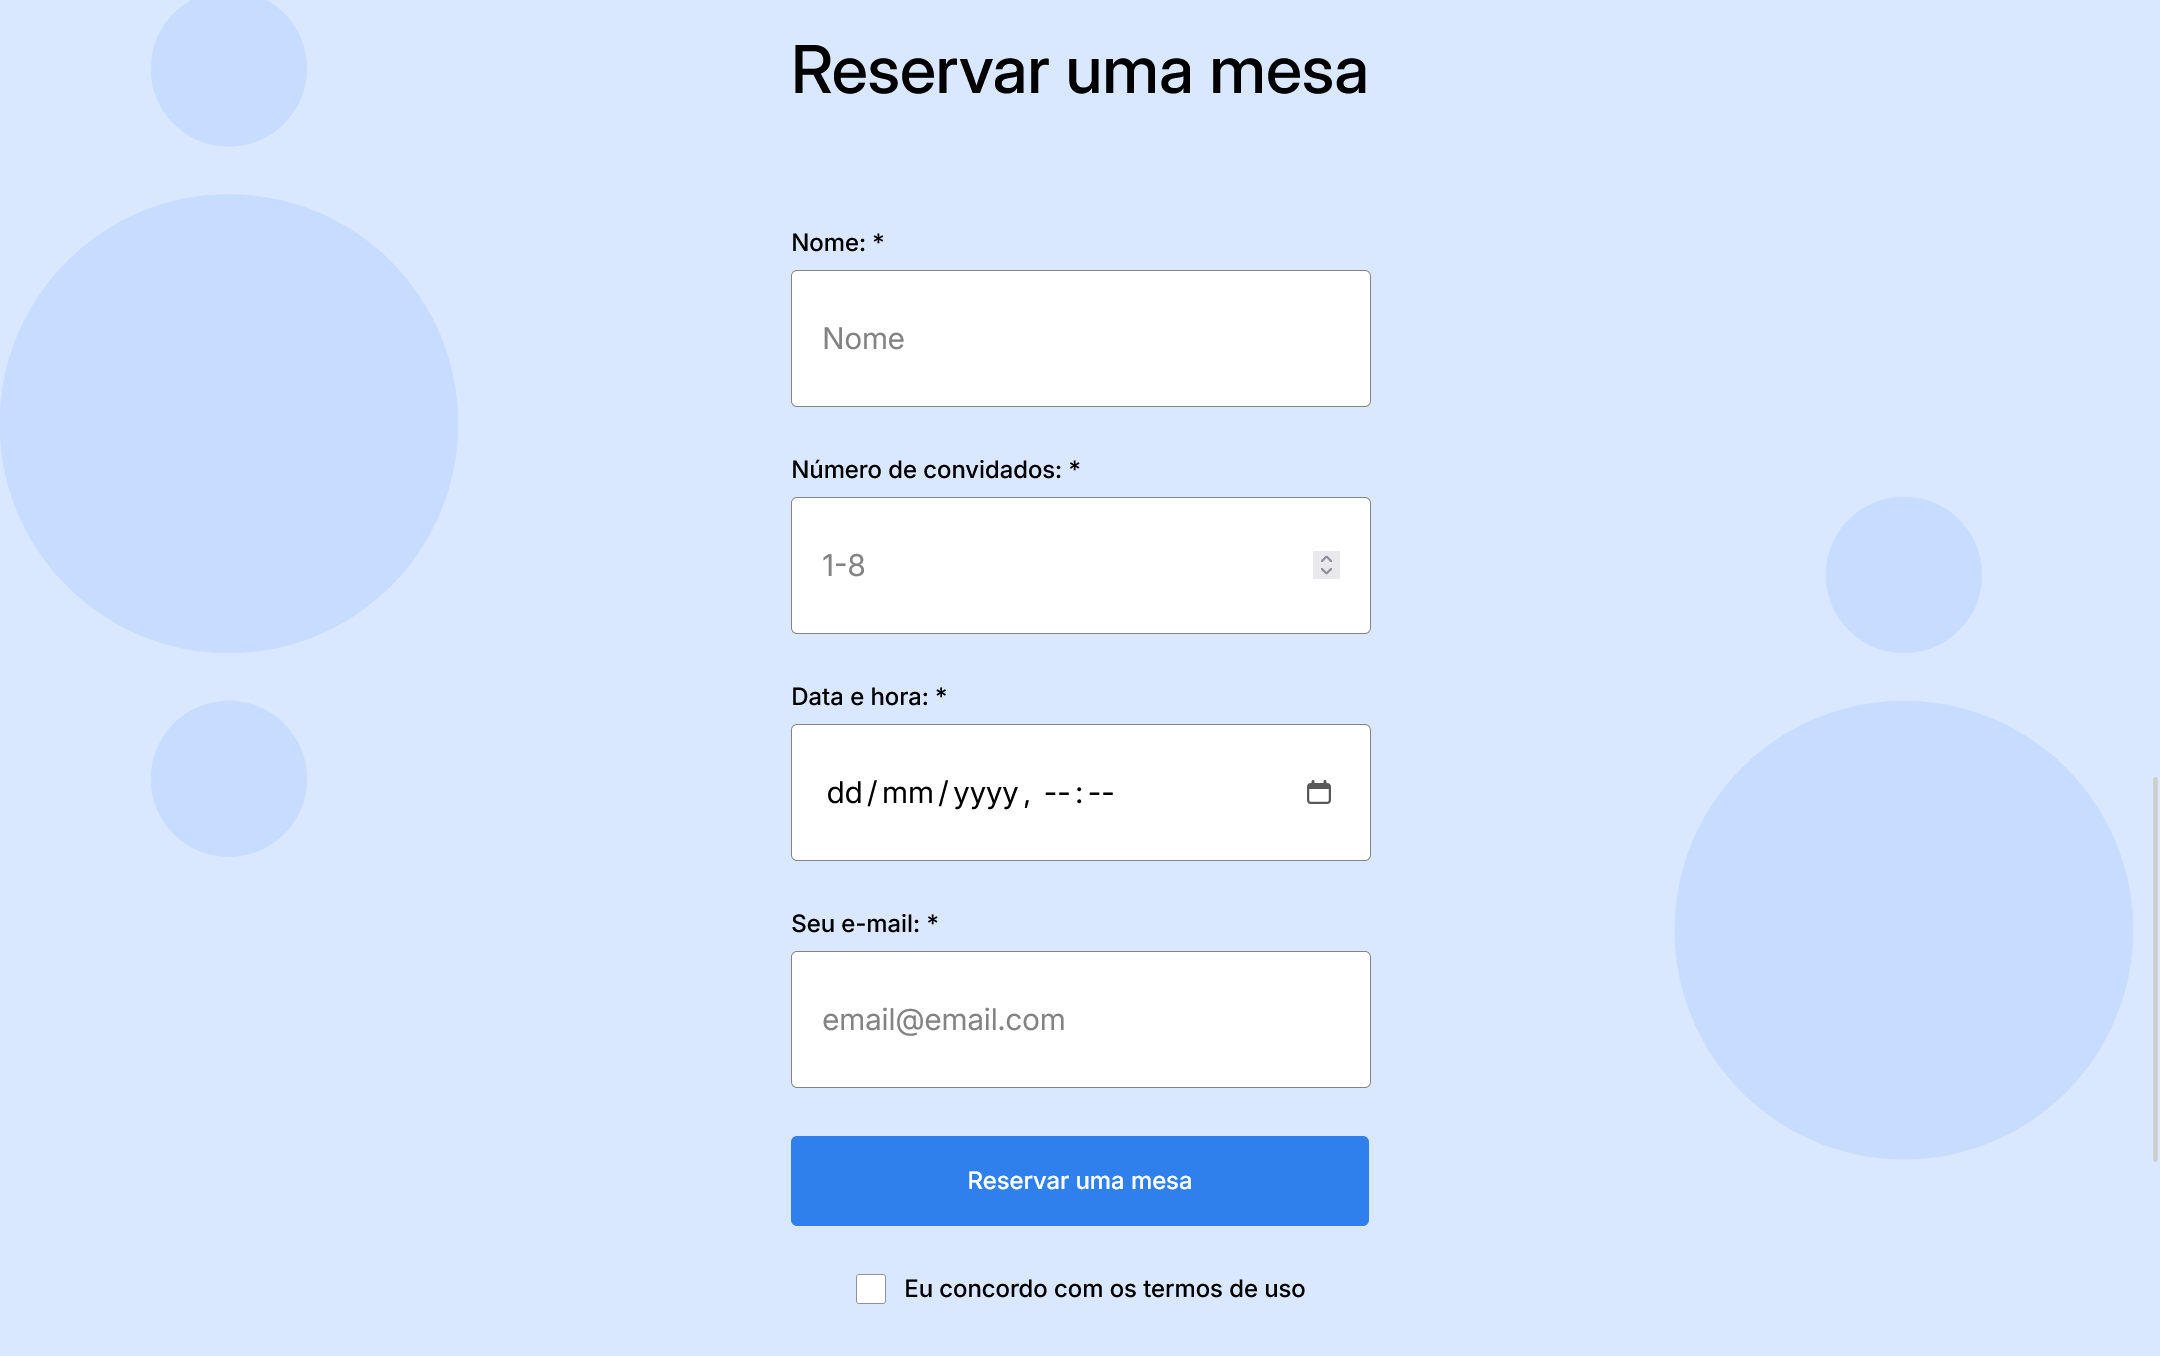 Reservar uma mesa
Nome: *
Nome
Número de convidados: *
1-8
Data e hora: *
dd/mm/yyyy, --:--
Seu e-mail: *
email@email.com
Reservar uma mesa
Eu concordo com os termos de uso